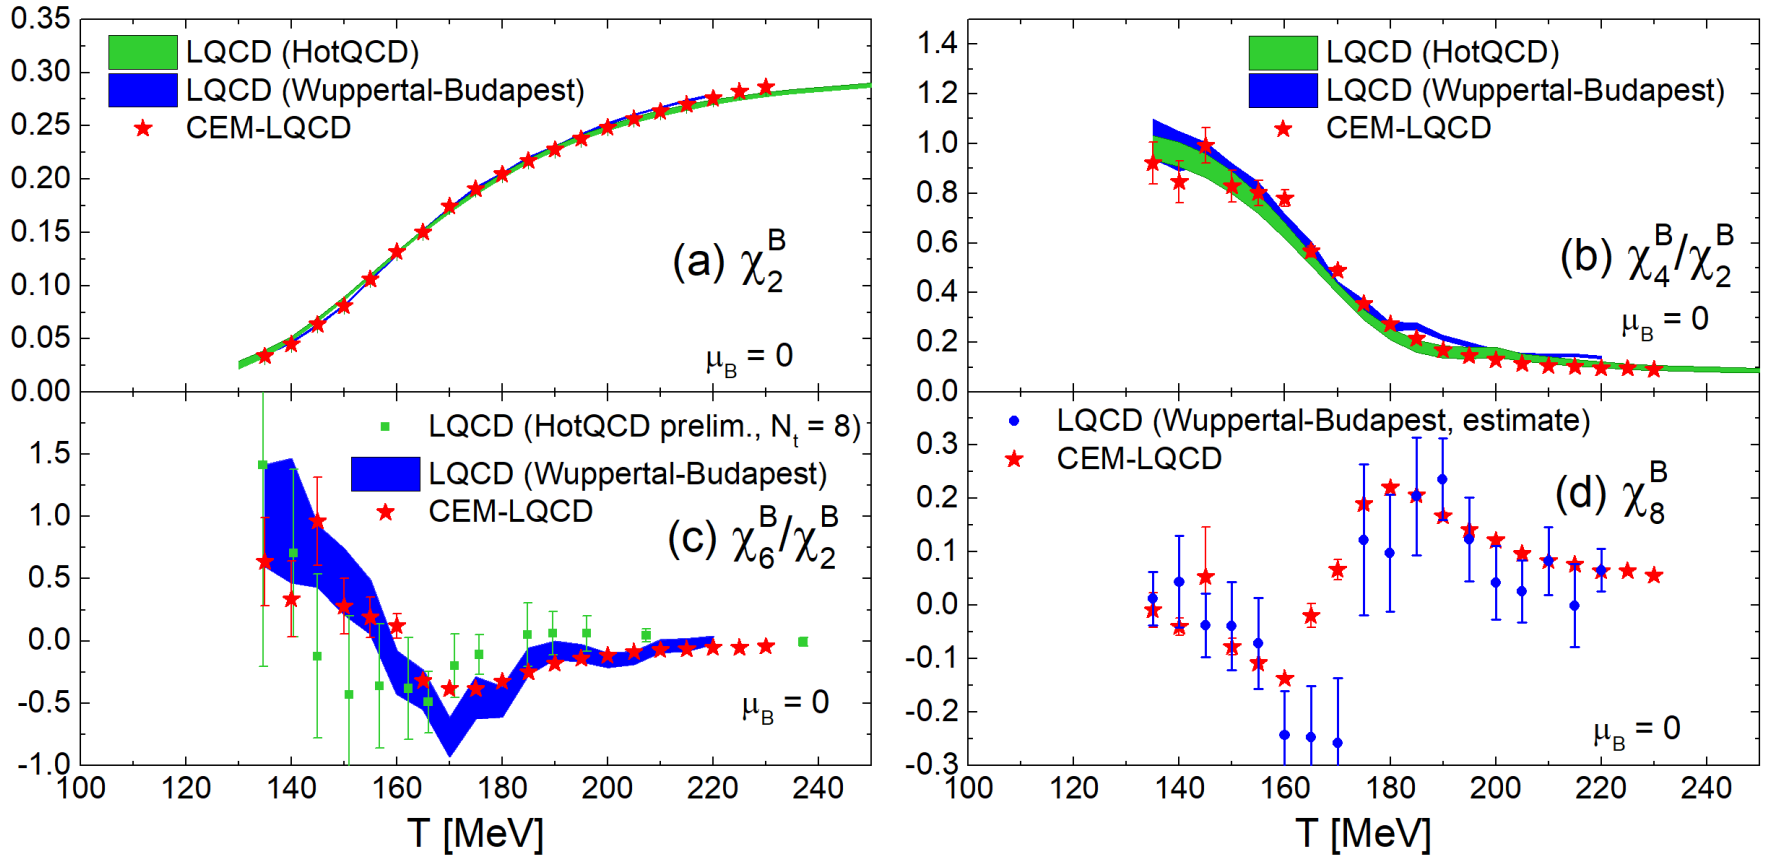 0.35
0.30
0.25
0.20
0.15
0.10
0.05
0.00
LQCD (HotQCD)
LQCD (Wuppertal-Budapest)
CEM-LQCD
(a) χ₂ᴮ
μ_B = 0
1.4
1.2
1.0
0.8
0.6
0.4
0.2
0.0
LQCD (HotQCD)
LQCD (Wuppertal-Budapest)
CEM-LQCD
(b) χ₄ᴮ/χ₂ᴮ
μ_B = 0
1.5
1.0
0.5
0.0
-0.5
-1.0
LQCD (HotQCD prelim., N_t = 8)
LQCD (Wuppertal-Budapest)
CEM-LQCD
(c) χ₆ᴮ/χ₂ᴮ
μ_B = 0
100 120 140 160 180 200 220 240
T [MeV]
0.3
0.2
0.1
0.0
-0.1
-0.2
-0.3
LQCD (Wuppertal-Budapest, estimate)
CEM-LQCD
(d) χ₈ᴮ
μ_B = 0
100 120 140 160 180 200 220 240
T [MeV]